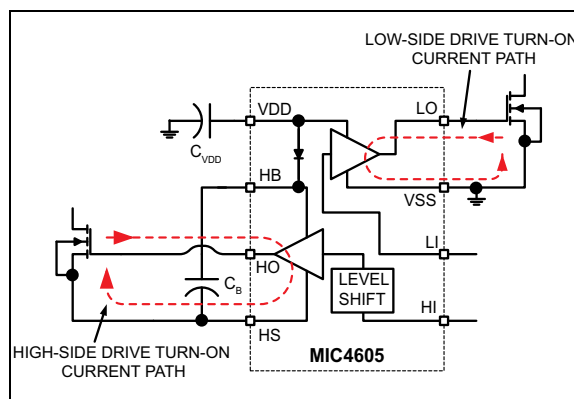 LOW-SIDE DRIVE TURN-ON
CURRENT PATH
VDD
LO
CVDD
HB
VSS
HO
CB
LI
LEVEL
SHIFT
HI
HS
MIC4605
HIGH-SIDE DRIVE TURN-ON
CURRENT PATH